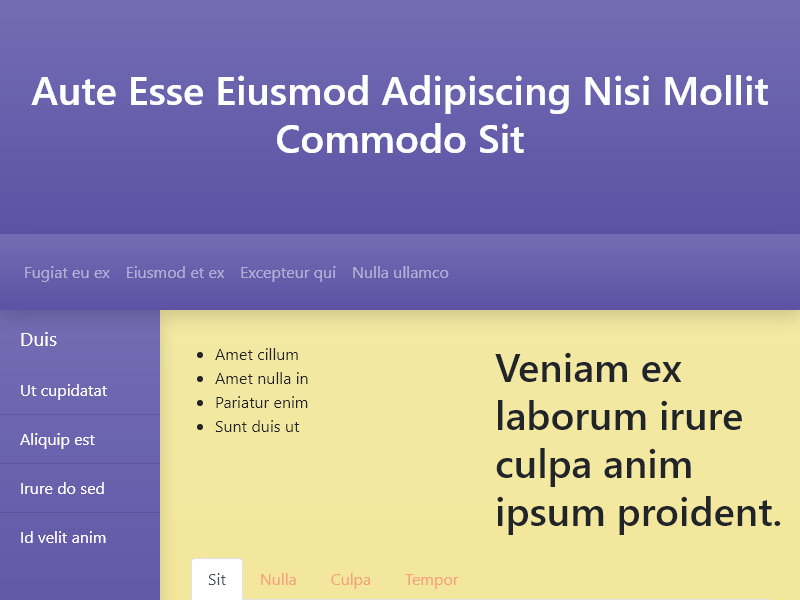 Aute Esse Eiusmod Adipiscing Nisi Mollit
Commodo Sit
Fugiat eu ex
Eiusmod et ex
Excepteur qui
Nulla ullamco
Duis
Ut cupidatat
Aliquip est
Irure do sed
Id velit anim
Amet cillum
Amet nulla in
Pariatur enim
Sunt duis ut
Veniam ex
laborum irure
culpa anim
ipsum proident.
Sit
Nulla
Culpa
Tempor